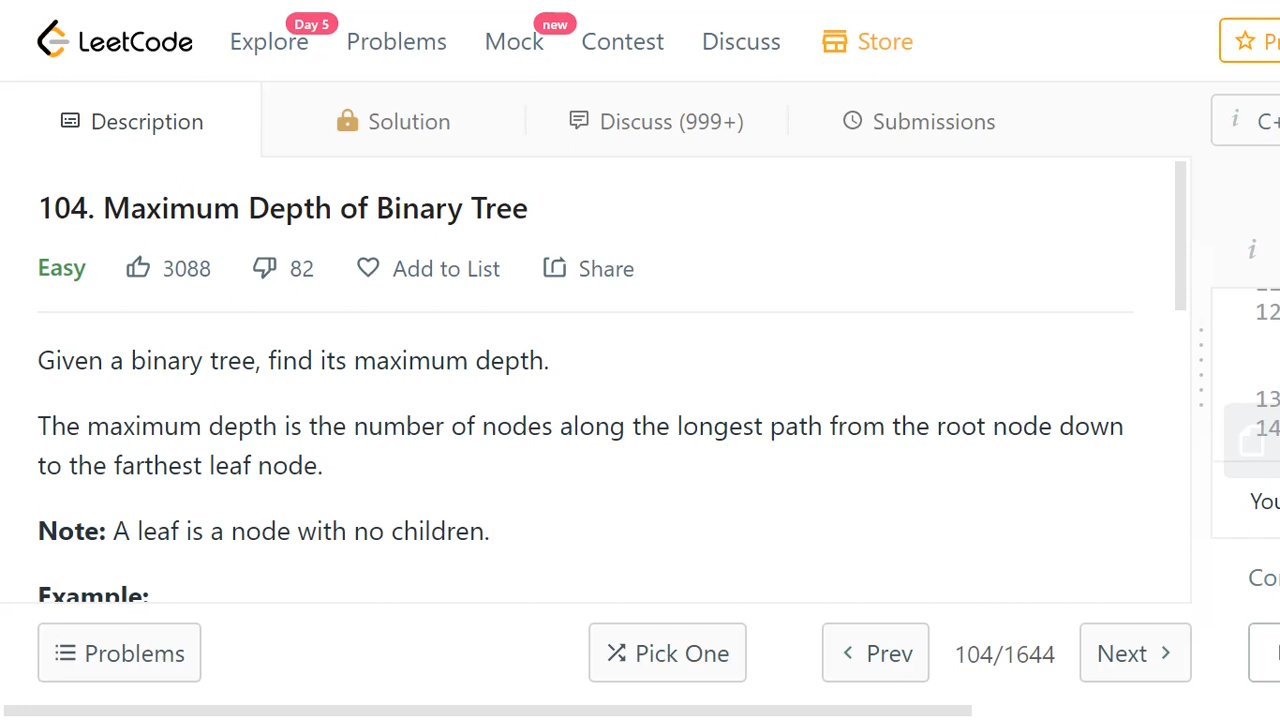 LeetCode Explore Day 5 Problems Mock new Contest Discuss Store
Description Solution Discuss (999+) Submissions i
104. Maximum Depth of Binary Tree
Easy 3088 82 Add to List Share i
12
Given a binary tree, find its maximum depth.
13
The maximum depth is the number of nodes along the longest path from the root node down 14
to the farthest leaf node.
Note: A leaf is a node with no children.
Example:
Problems Pick One Prev 104/1644 Next